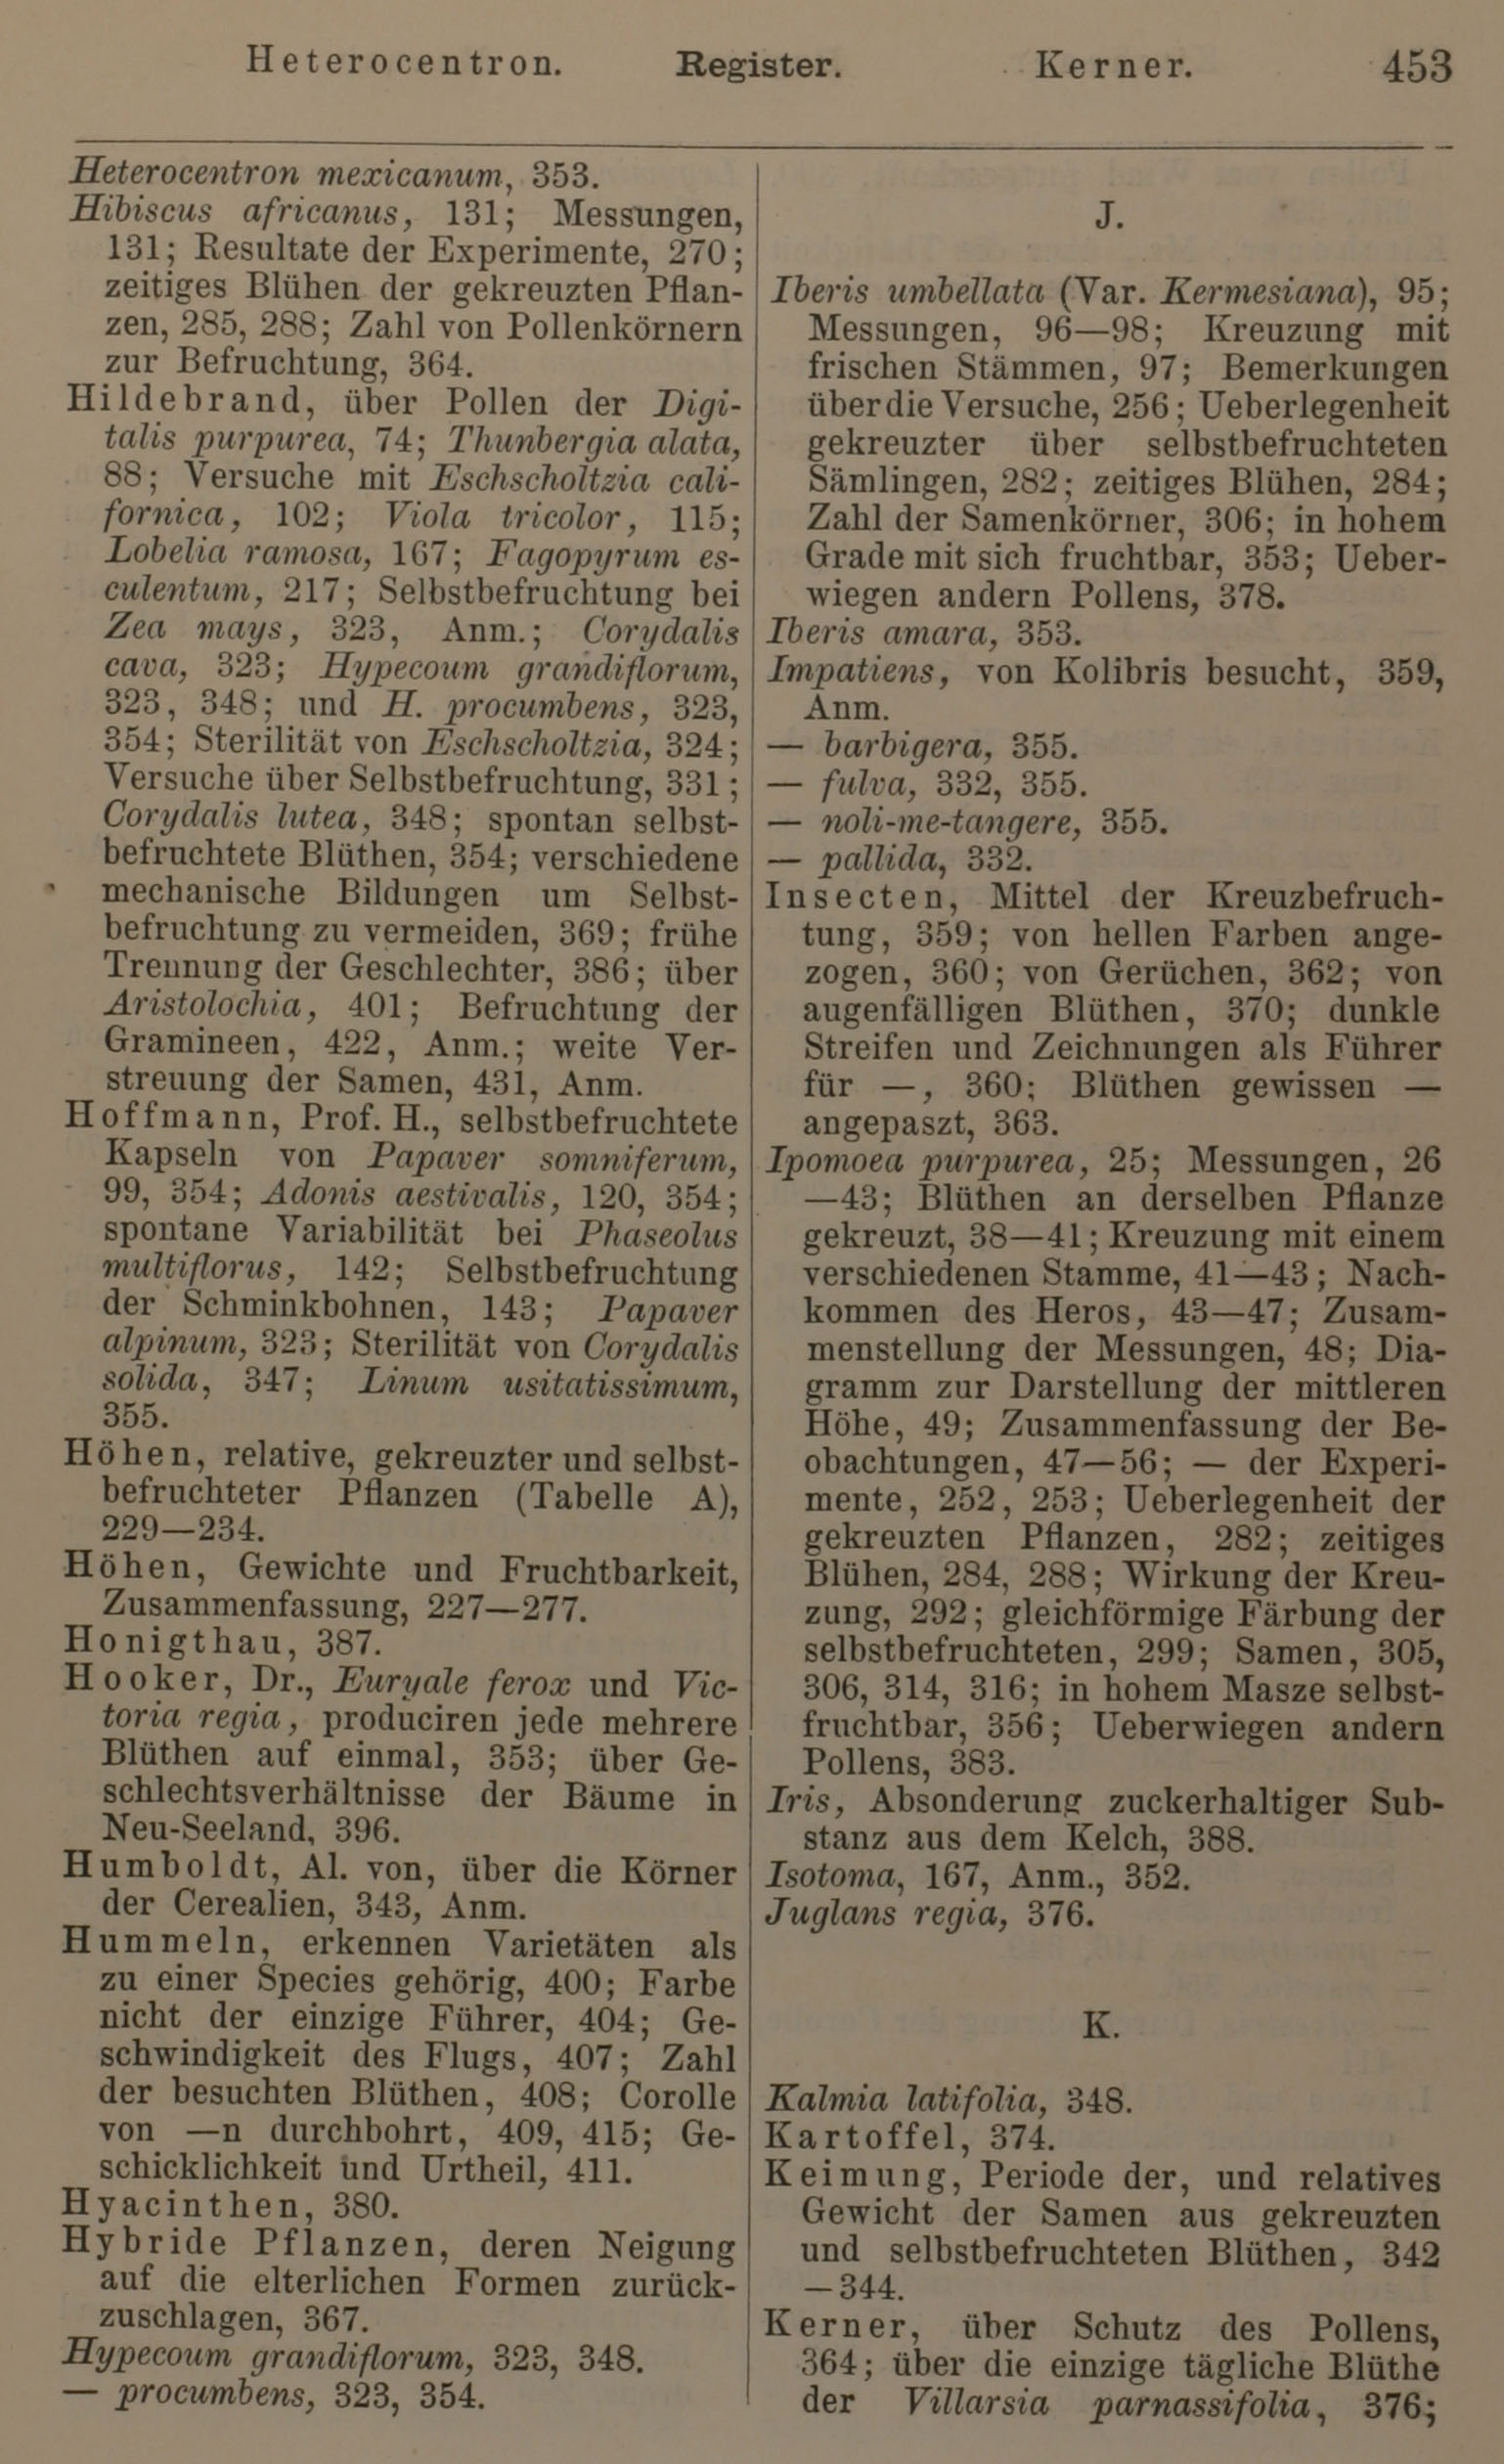 Heterocentron. Register. Kerner. 453
Heterocentron mexicanum, 353.
Hibiscus africanus, 131; Messungen,
131; Resultate der Experimente, 270;
zeitiges Blühen der gekreuzten Pflan-
zen, 285, 288; Zahl von Pollenkörnern
zur Befruchtung, 364.
Hildebrand, über Pollen der Digi-
talis purpurea, 74; Thunbergia alata,
88; Versuche mit Eschscholtzia cali-
fornica, 102; Viola tricolor, 115;
Lobelia ramosa, 167; Fagopyrum es-
culentum, 217; Selbstbefruchtung bei
Zea mays, 323, Anm.; Corydalis
cava, 323; Hypecoum grandiflorum,
323, 348; und H. procumbens, 323,
354; Sterilität von Eschscholtzia, 324;
Versuche über Selbstbefruchtung, 331;
Corydalis lutea, 348; spontan selbst-
befruchtete Blüthen, 354; verschiedene
mechanische Bildungen um Selbst-
befruchtung zu vermeiden, 369; frühe
Trennung der Geschlechter, 386; über
Aristolochia, 401; Befruchtung der
Gramineen, 422, Anm.; weite Ver-
streuung der Samen, 431, Anm.
Hoffmann, Prof. H., selbstbefruchtete
Kapseln von Papaver somniferum,
99, 354; Adonis aestivalis, 120, 354;
spontane Variabilität bei Phaseolus
multiflorus, 142; Selbstbefruchtung
der Schminkbohnen, 143; Papaver
alpinum, 323; Sterilität von Corydalis
solida, 347; Linum usitatissimum,
355.
Höhen, relative, gekreuzter und selbst-
befruchteter Pflanzen (Tabelle A),
229—234.
Höhen, Gewichte und Fruchtbarkeit,
Zusammenfassung, 227—277.
Honigthau, 387.
Hooker, Dr., Euryale ferox und Vic-
toria regia, produciren jede mehrere
Blüthen auf einmal, 353; über Ge-
schlechtsverhältnisse der Bäume in
Neu-Seeland, 396.
Humboldt, Al. von, über die Körner
der Cerealien, 343, Anm.
Hummeln, erkennen Varietäten als
zu einer Species gehörig, 400; Farbe
nicht der einzige Führer, 404; Ge-
schwindigkeit des Flugs, 407; Zahl
der besuchten Blüthen, 408; Corolle
von —n durchbohrt, 409, 415; Ge-
schicklichkeit und Urtheil, 411.
Hyacinthen, 380.
Hybride Pflanzen, deren Neigung
auf die elterlichen Formen zurück-
zuschlagen, 367.
Hypecoum grandiflorum, 323, 348.
— procumbens, 323, 354.
J.
Iberis umbellata (Var. Kermesiana), 95;
Messungen, 96—98; Kreuzung mit
frischen Stämmen, 97; Bemerkungen
über die Versuche, 256; Ueberlegenheit
gekreuzter über selbstbefruchteten
Sämlingen, 282; zeitiges Blühen, 284;
Zahl der Samenkörner, 306; in hohem
Grade mit sich fruchtbar, 353; Ueber-
wiegen andern Pollens, 378.
Iberis amara, 353.
Impatiens, von Kolibris besucht, 359,
Anm.
— barbigera, 355.
— fulva, 332, 355.
— noli-me-tangere, 355.
— pallida, 332.
Insecten, Mittel der Kreuzbefruch-
tung, 359; von hellen Farben ange-
zogen, 360; von Gerüchen, 362; von
augenfälligen Blüthen, 370; dunkle
Streifen und Zeichnungen als Führer
für —, 360; Blüthen gewissen —
angepaszt, 363.
Ipomoea purpurea, 25; Messungen, 26
—43; Blüthen an derselben Pflanze
gekreuzt, 38—41; Kreuzung mit einem
verschiedenen Stamme, 41—43; Nach-
kommen des Heros, 43—47; Zusam-
menstellung der Messungen, 48; Dia-
gramm zur Darstellung der mittleren
Höhe, 49; Zusammenfassung der Be-
obachtungen, 47—56; — der Experi-
mente, 252, 253; Ueberlegenheit der
gekreuzten Pflanzen, 282; zeitiges
Blühen, 284, 288; Wirkung der Kreu-
zung, 292; gleichförmige Färbung der
selbstbefruchteten, 299; Samen, 305,
306, 314, 316; in hohem Masze selbst-
fruchtbar, 356; Ueberwiegen andern
Pollens, 383.
Iris, Absonderung zuckerhaltiger Sub-
stanz aus dem Kelch, 388.
Isotoma, 167, Anm., 352.
Juglans regia, 376.
K.
Kalmia latifolia, 348.
Kartoffel, 374.
Keimung, Periode der, und relatives
Gewicht der Samen aus gekreuzten
und selbstbefruchteten Blüthen, 342
—344.
Kerner, über Schutz des Pollens,
364; über die einzige tägliche Blüthe
der Villarsia parnassifolia, 376;